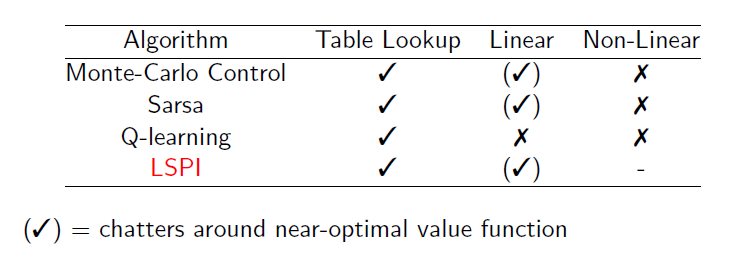 Algorithm Table Lookup Linear Non-Linear
Monte-Carlo Control ✓ (✓) ✗
Sarsa ✓ (✓) ✗
Q-learning ✓ ✗ ✗
LSPI ✓ (✓) -
(✓) = chatters around near-optimal value function